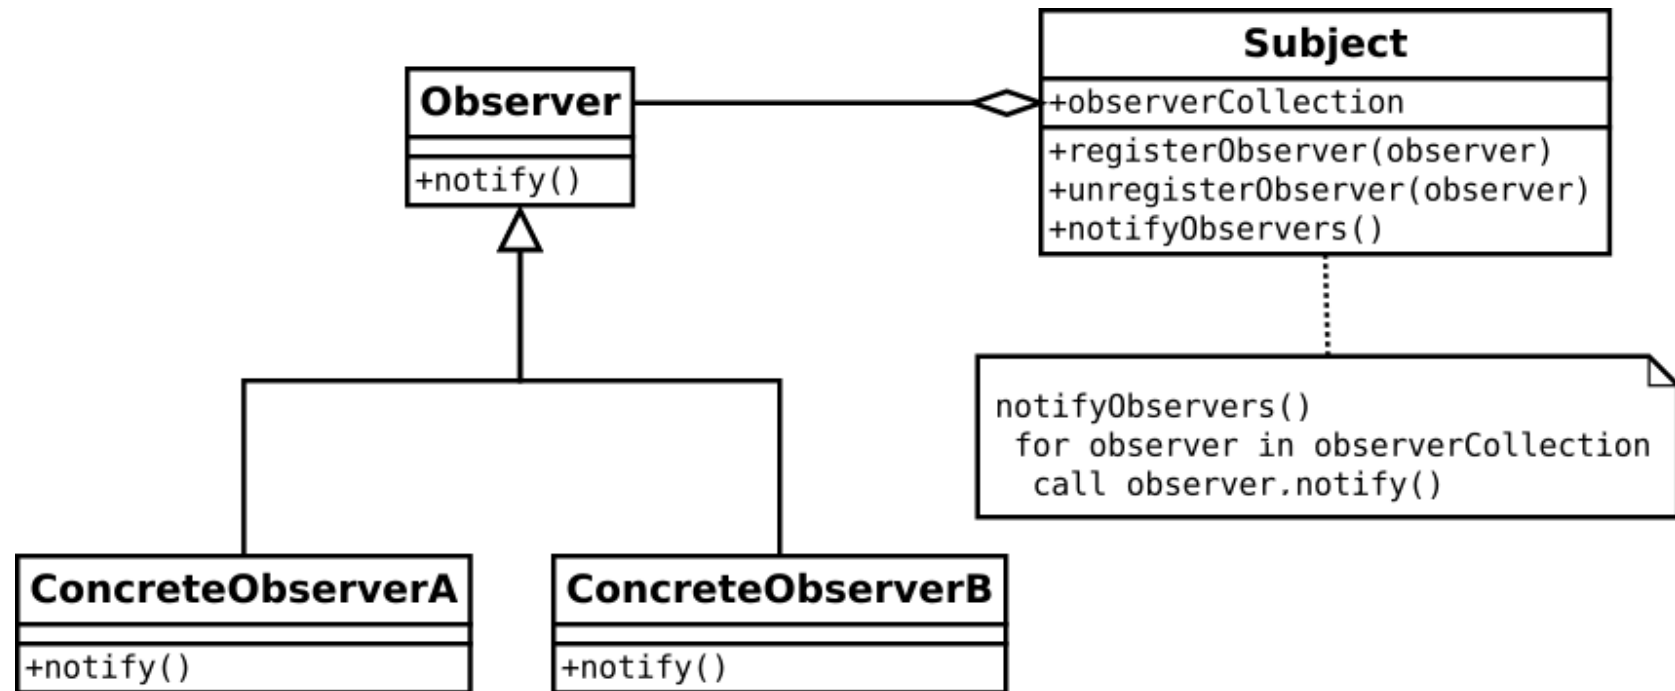 Observer
+notify()
Subject
+observerCollection
+registerObserver(observer)
+unregisterObserver(observer)
+notifyObservers()
notifyObservers()
for observer in observerCollection
call observer.notify()
ConcreteObserverA
+notify()
ConcreteObserverB
+notify()